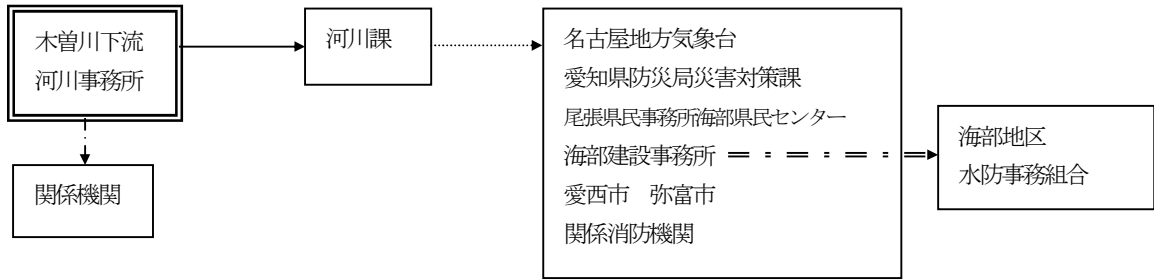 木曽川下流
河川事務所
関係機関
河川課
名古屋地方気象台
愛知県防災局災害対策課
尾張県民事務所海部県民センター
海部建設事務所
愛西市　弥富市
関係消防機関
海部地区
水防事務組合